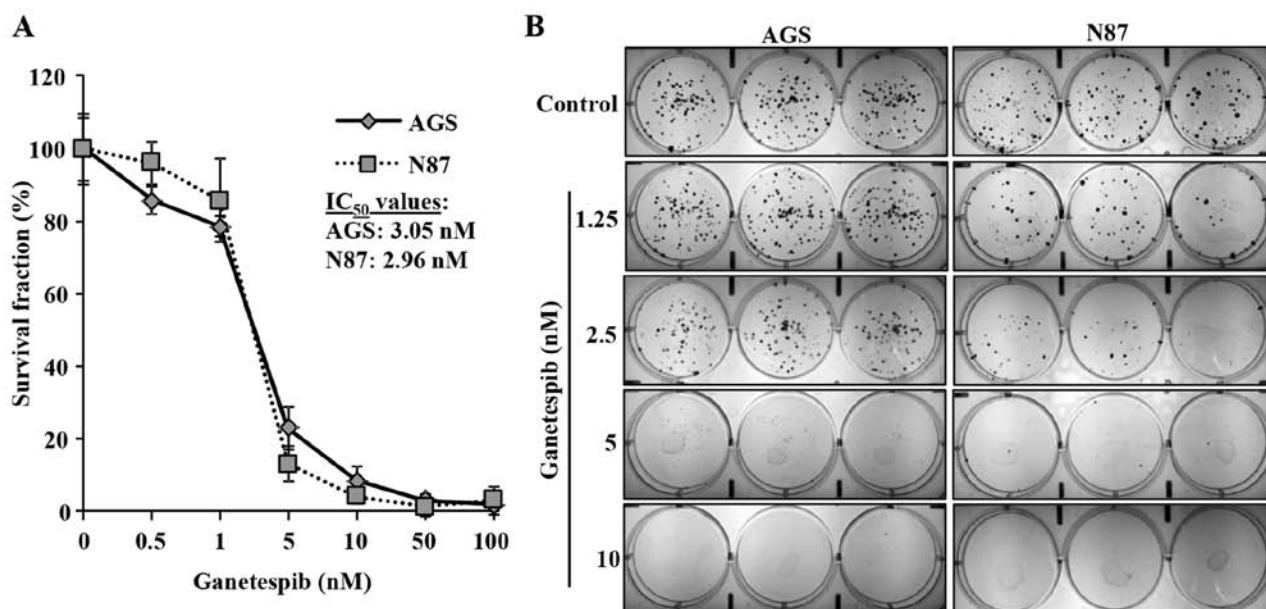 A
Survival fraction (%)
120
100
80
60
40
20
0
0 0.5 1 5 10 50 100
Ganetespib (nM)
AGS
N87
IC50 values:
AGS: 3.05 nM
N87: 2.96 nM
B
AGS N87
Control
Ganetespib (nM)
1.25
2.5
5
10